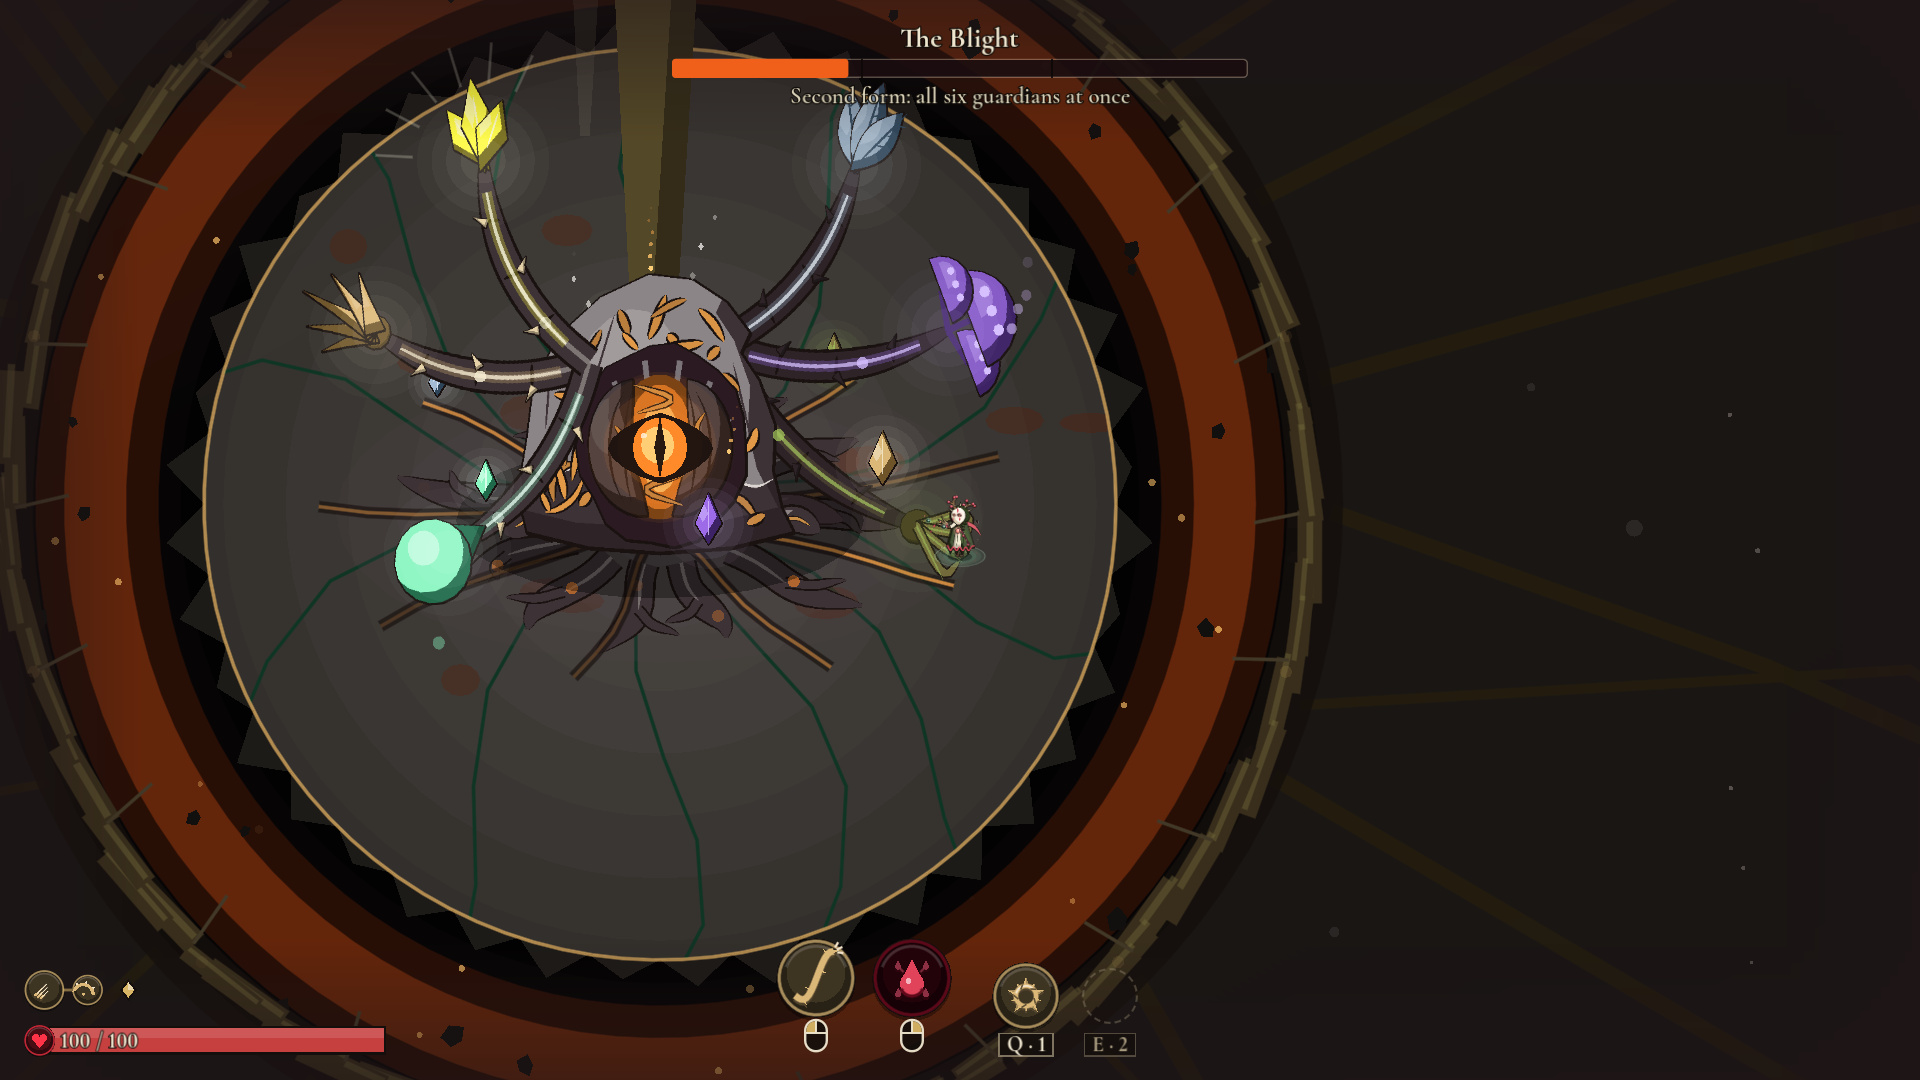 The Blight
Second form: all six guardians at once
100 / 100
Q · 1
E · 2